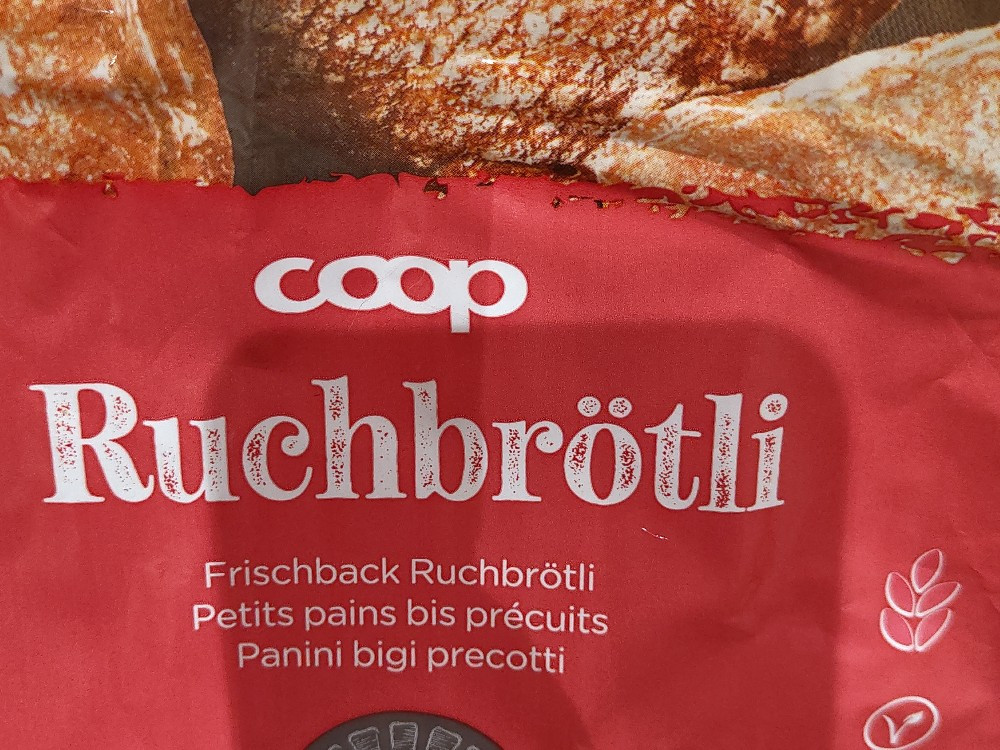 coop
Ruchbrötli
Frischback Ruchbrötli
Petits pains bis précuits
Panini bigi precotti